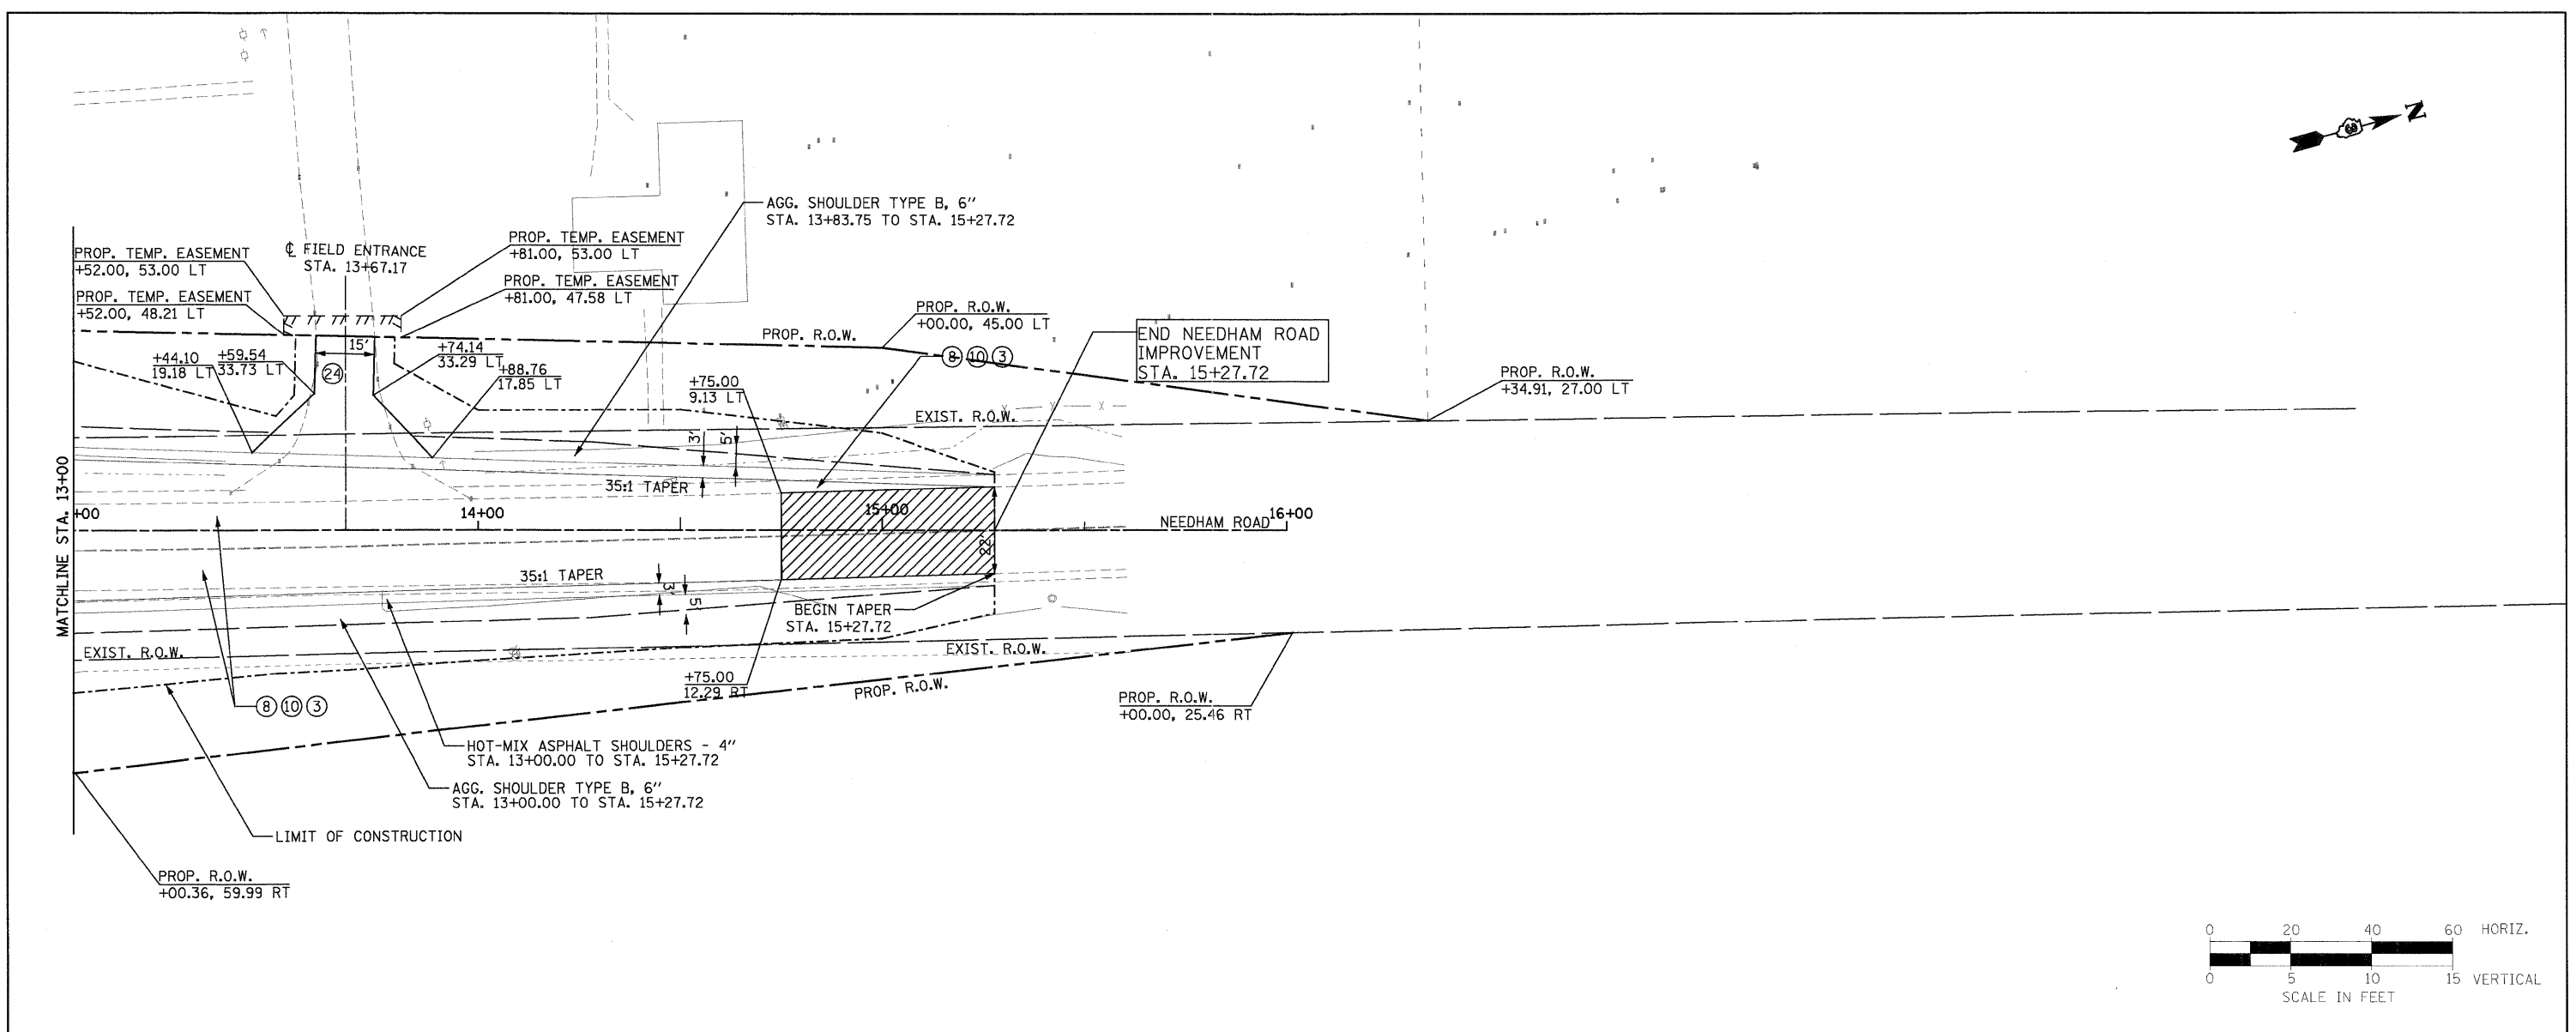 N
AGG. SHOULDER TYPE B, 6"
STA. 13+83.75 TO STA. 15+27.72
PROP. TEMP. EASEMENT
+52.00, 53.00 LT
℄ FIELD ENTRANCE
STA. 13+67.17
PROP. TEMP. EASEMENT
+81.00, 53.00 LT
PROP. TEMP. EASEMENT
+52.00, 48.21 LT
PROP. TEMP. EASEMENT
+81.00, 47.58 LT
PROP. R.O.W.
+00.00, 45.00 LT
PROP. R.O.W.
END NEEDHAM ROAD
IMPROVEMENT
STA. 15+27.72
15'
+44.10
19.18 LT
+59.54
33.73 LT
24
+74.14
33.29 LT
+88.76
17.85 LT
8 10 3
+75.00
9.13 LT
PROP. R.O.W.
+34.91, 27.00 LT
EXIST. R.O.W.
X X
3'
5'
35:1 TAPER
MATCHLINE STA. 13+00
+00
14+00
15+00
NEEDHAM ROAD
16+00
22'
35:1 TAPER
3'
5'
BEGIN TAPER
STA. 15+27.72
EXIST. R.O.W.
EXIST. R.O.W.
+75.00
12.29 RT
PROP. R.O.W.
PROP. R.O.W.
+00.00, 25.46 RT
8 10 3
HOT-MIX ASPHALT SHOULDERS - 4"
STA. 13+00.00 TO STA. 15+27.72
AGG. SHOULDER TYPE B, 6"
STA. 13+00.00 TO STA. 15+27.72
LIMIT OF CONSTRUCTION
PROP. R.O.W.
+00.36, 59.99 RT
0 20 40 60 HORIZ.
0 5 10 15 VERTICAL
SCALE IN FEET